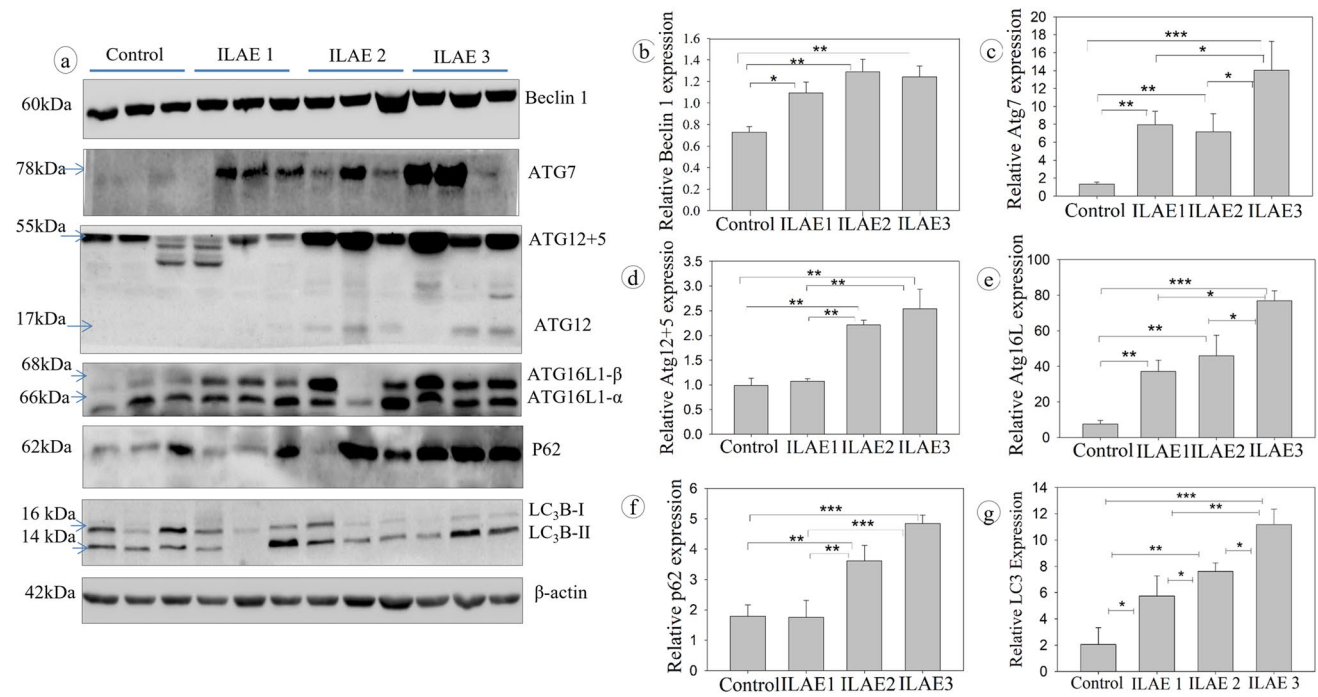 a
Control ILAE 1 ILAE 2 ILAE 3
60kDa Beclin 1
78kDa ATG7
55kDa ATG12+5
17kDa ATG12
68kDa ATG16L1-β
66kDa ATG16L1-α
62kDa P62
16 kDa LC₃B-I
14 kDa LC₃B-II
42kDa β-actin
b
Relative Beclin 1 expression
1.6
1.4
1.2
1.0
0.8
0.6
0.4
0.2
0.0
**
**
*
Control ILAE1 ILAE2 ILAE3
c
Relative Atg7 expression
20
18
16
14
12
10
8
6
4
2
0
***
*
*
**
**
Control ILAE1 ILAE2 ILAE3
d
Relative Atg12+5 expression
3.5
3.0
2.5
2.0
1.5
1.0
0.5
0.0
**
**
**
**
Control ILAE1 ILAE2 ILAE3
e
Relative Atg16L expression
100
80
60
40
20
0
***
*
*
**
**
Control ILAE1 ILAE2 ILAE3
f
Relative p62 expression
6
5
4
3
2
1
0
***
***
**
**
Control ILAE1 ILAE2 ILAE3
g
Relative LC3 Expression
14
12
10
8
6
4
2
0
***
**
**
*
*
*
Control ILAE 1 ILAE 2 ILAE 3